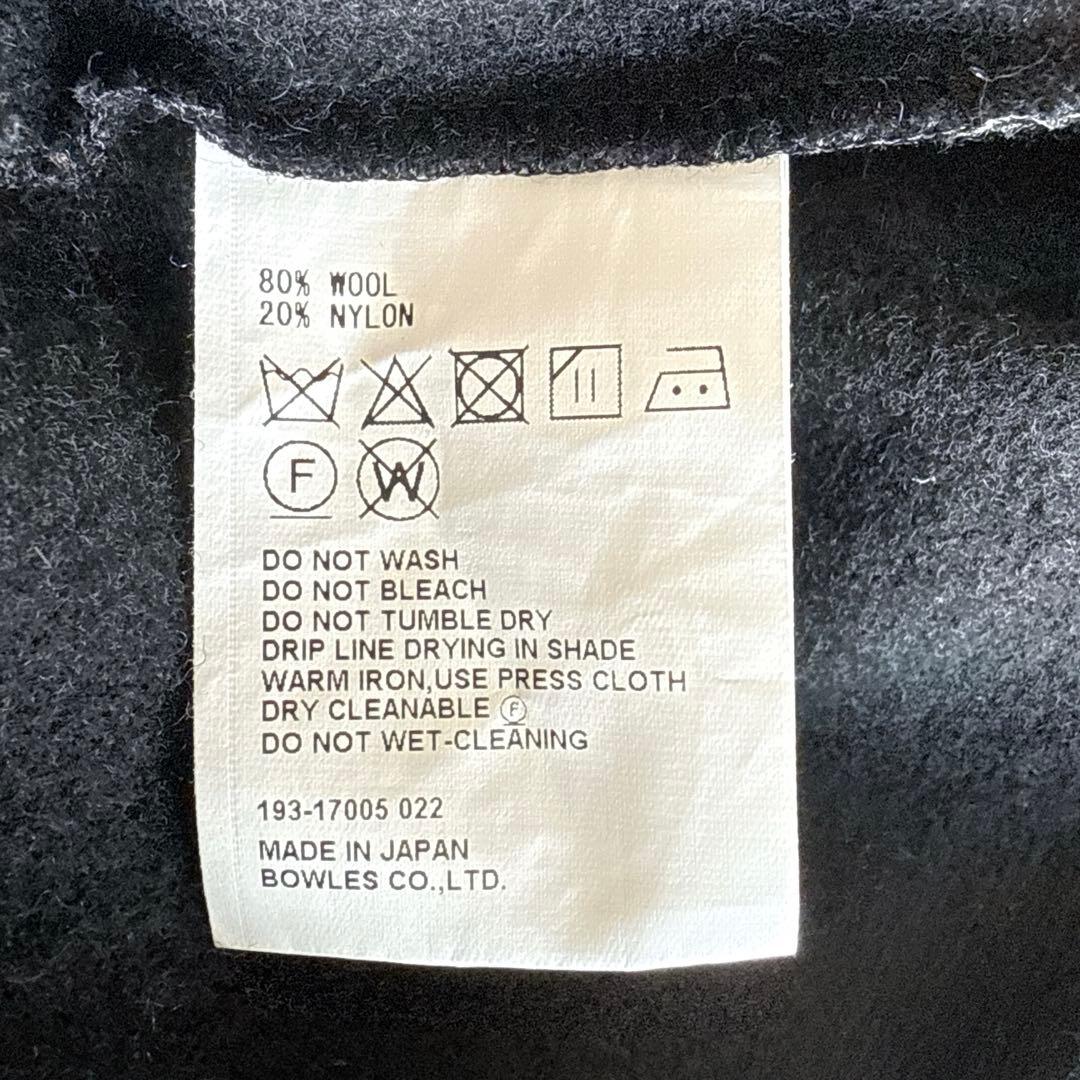 80% WOOL
20% NYLON
F W
DO NOT WASH
DO NOT BLEACH
DO NOT TUMBLE DRY
DRIP LINE DRYING IN SHADE
WARM IRON,USE PRESS CLOTH
DRY CLEANABLE Ⓕ
DO NOT WET-CLEANING
193-17005 022
MADE IN JAPAN
BOWLES CO.,LTD.